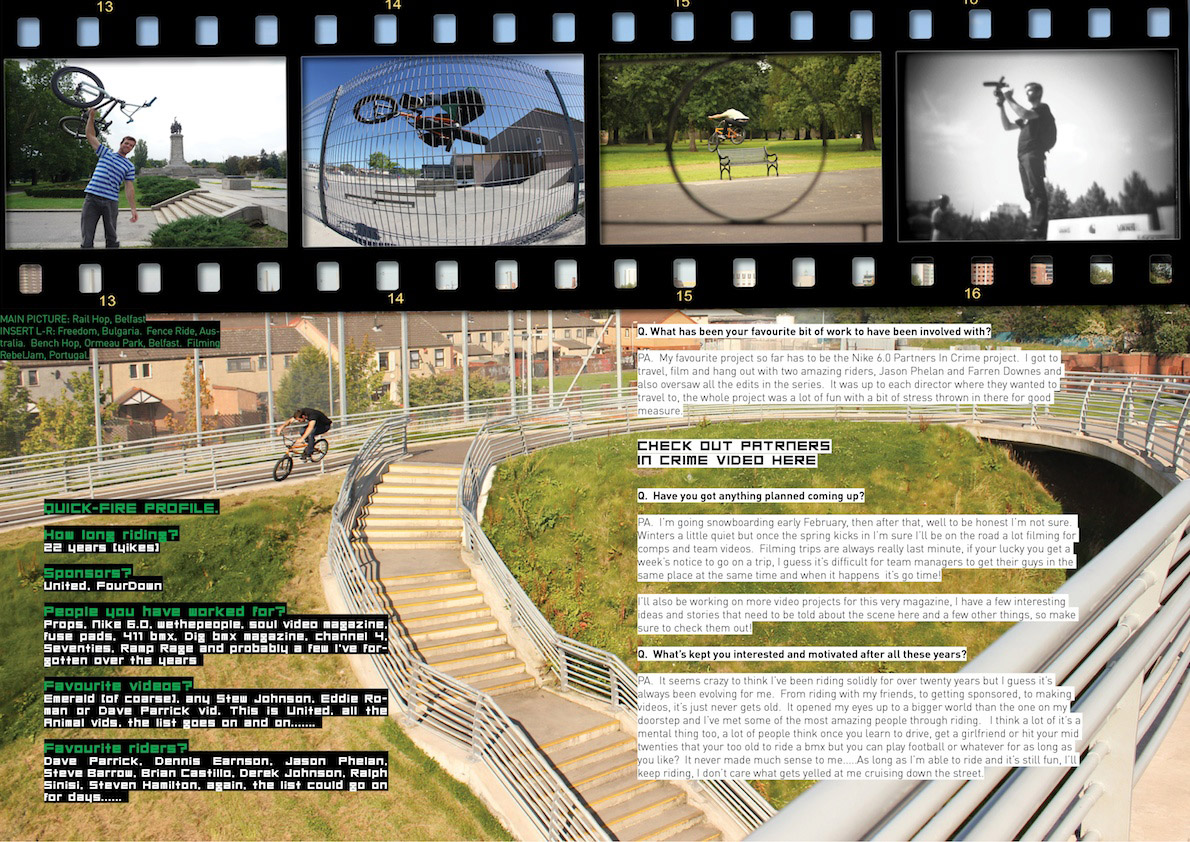 13
14
15
16
13
14
15
16
MAIN PICTURE: Rail Hop, Belfast
INSERT L-R: Freedom, Bulgaria. Fence Ride, Aus-
tralia. Bench Hop, Ormeau Park, Belfast. Filming
RebelJam, Portugal
QUICK-FIRE PROFILE.
How long riding?
22 years (yikes)
Sponsors?
United, FourDown
People you have worked for?
Props, Nike 6.0, wethepeople, soul video magazine,
fuse pads, 411 bmx, Dig bmx magazine, channel 4,
Seventies, Ramp Rage and probably a few I've for-
gotten over the years
Favourite videos?
Emerald (of coarse), any Stew Johnson, Eddie Ro-
man or Dave Parrick vid, This is United, all the
Animal vids, the list goes on and on.......
Favourite riders?
Dave Parrick, Dennis Earnson, Jason Phelan,
Steve Barrow, Brian Castillo, Derek Johnson, Ralph
Sinisi, Steven Hamilton, again, the list could go on
for days......
Q. What has been your favourite bit of work to have been involved with?
PA. My favourite project so far has to be the Nike 6.0 Partners In Crime project. I got to
travel, film and hang out with two amazing riders, Jason Phelan and Farren Downes and
also oversaw all the edits in the series. It was up to each director where they wanted to
travel to, the whole project was a lot of fun with a bit of stress thrown in there for good
measure.
CHECK OUT PATRNERS
IN CRIME VIDEO HERE
Q. Have you got anything planned coming up?
PA. I'm going snowboarding early February, then after that, well to be honest I'm not sure.
Winters a little quiet but once the spring kicks in I'm sure I'll be on the road a lot filming for
comps and team videos. Filming trips are always really last minute, if your lucky you get a
week's notice to go on a trip, I guess it's difficult for team managers to get their guys in the
same place at the same time and when it happens it's go time!
I'll also be working on more video projects for this very magazine, I have a few interesting
ideas and stories that need to be told about the scene here and a few other things, so make
sure to check them out!
Q. What's kept you interested and motivated after all these years?
PA. It seems crazy to think I've been riding solidly for over twenty years but I guess it's
always been evolving for me. From riding with my friends, to getting sponsored, to making
videos, it's just never gets old. It opened my eyes up to a bigger world than the one on my
doorstep and I've met some of the most amazing people through riding. I think a lot of it's a
mental thing too, a lot of people think once you learn to drive, get a girlfriend or hit your mid
twenties that your too old to ride a bmx but you can play football or whatever for as long as
you like? It never made much sense to me.....As long as I'm able to ride and it's still fun, I'll
keep riding, I don't care what gets yelled at me cruising down the street.